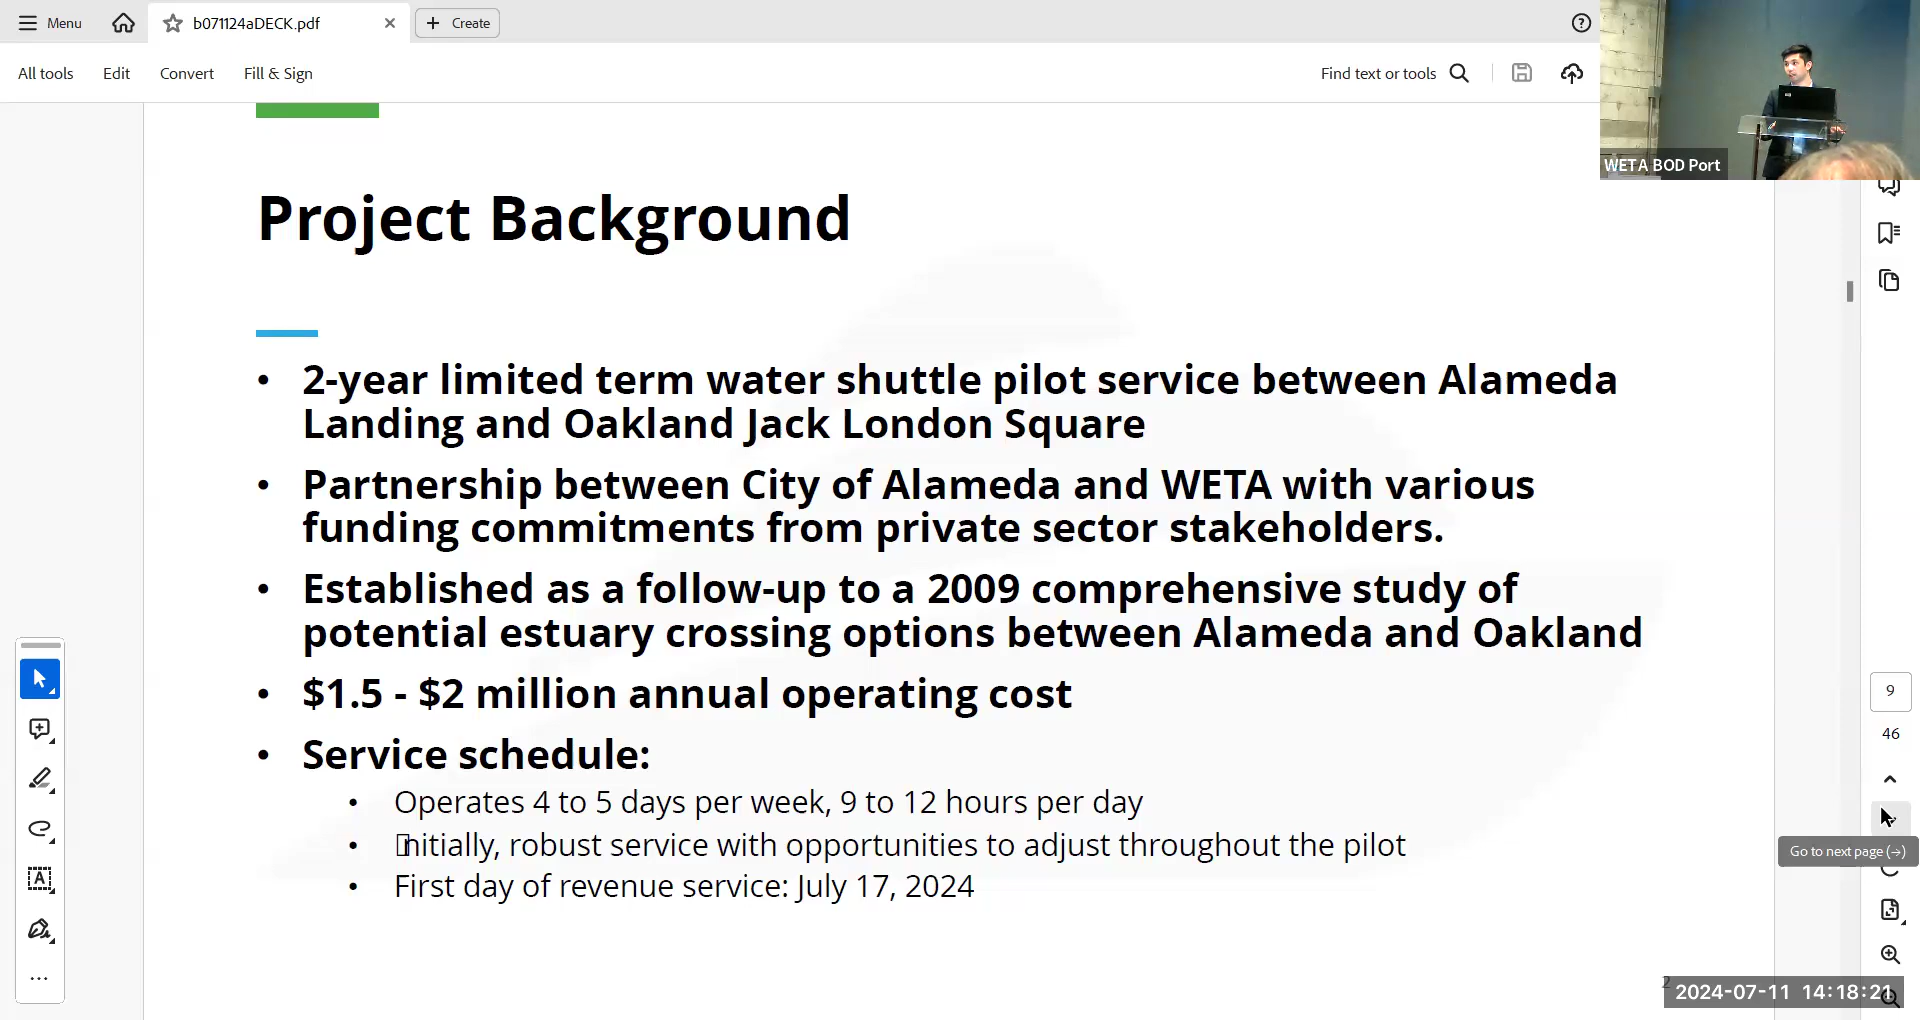 Menu
b071124aDECK.pdf
Create
All tools
Edit
Convert
Fill & Sign
Find text or tools
WETA BOD Port
Project Background
• 2-year limited term water shuttle pilot service between Alameda
Landing and Oakland Jack London Square
• Partnership between City of Alameda and WETA with various
funding commitments from private sector stakeholders.
• Established as a follow-up to a 2009 comprehensive study of
potential estuary crossing options between Alameda and Oakland
• $1.5 - $2 million annual operating cost
• Service schedule:
• Operates 4 to 5 days per week, 9 to 12 hours per day
• nitially, robust service with opportunities to adjust throughout the pilot
• First day of revenue service: July 17, 2024
9
46
Go to next page (→)
2
2024-07-11 14:18:21